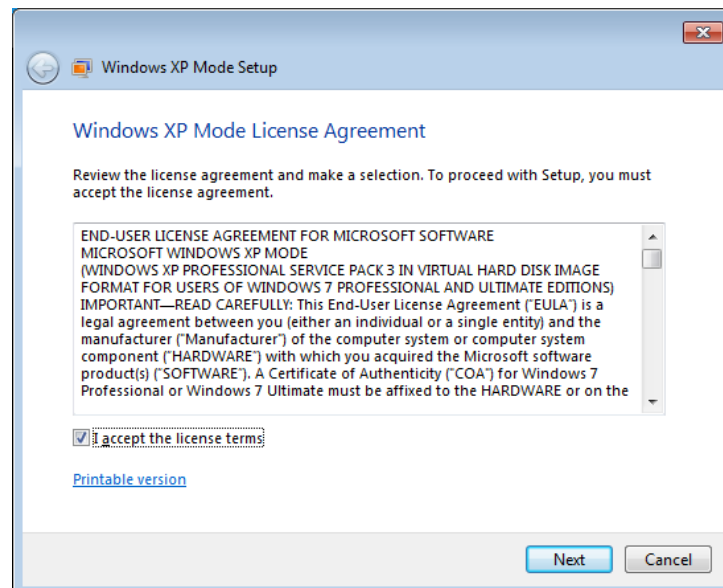 Windows XP Mode Setup
Windows XP Mode License Agreement
Review the license agreement and make a selection. To proceed with Setup, you must
accept the license agreement.
END-USER LICENSE AGREEMENT FOR MICROSOFT SOFTWARE
MICROSOFT WINDOWS XP MODE
(WINDOWS XP PROFESSIONAL SERVICE PACK 3 IN VIRTUAL HARD DISK IMAGE
FORMAT FOR USERS OF WINDOWS 7 PROFESSIONAL AND ULTIMATE EDITIONS)
IMPORTANT—READ CAREFULLY: This End-User License Agreement ("EULA") is a
legal agreement between you (either an individual or a single entity) and the
manufacturer ("Manufacturer") of the computer system or computer system
component ("HARDWARE") with which you acquired the Microsoft software
product(s) ("SOFTWARE"). A Certificate of Authenticity ("COA") for Windows 7
Professional or Windows 7 Ultimate must be affixed to the HARDWARE or on the
I accept the license terms
Printable version
Next Cancel